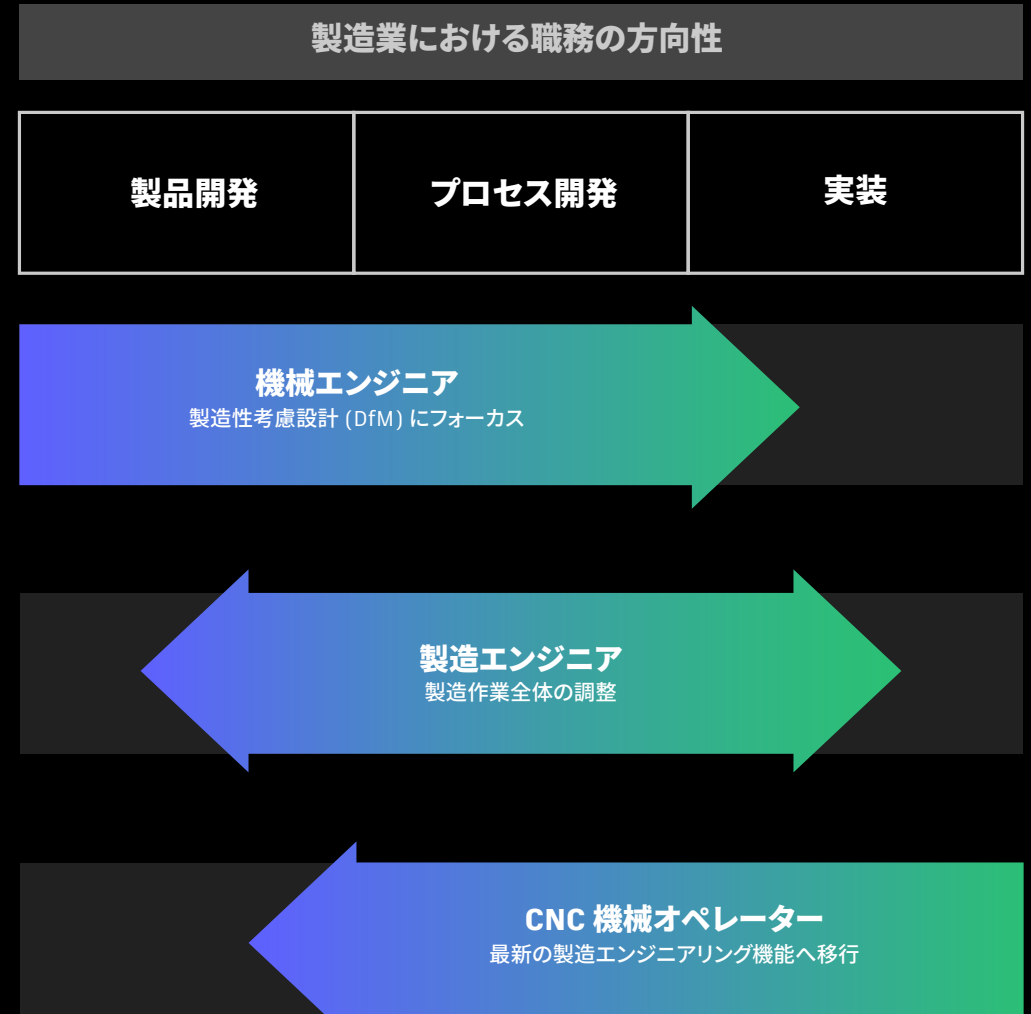 製造業における職務の方向性
製品開発
プロセス開発
実装
機械エンジニア
製造性考慮設計 (DfM) にフォーカス
製造エンジニア
製造作業全体の調整
CNC 機械オペレーター
最新の製造エンジニアリング機能へ移行